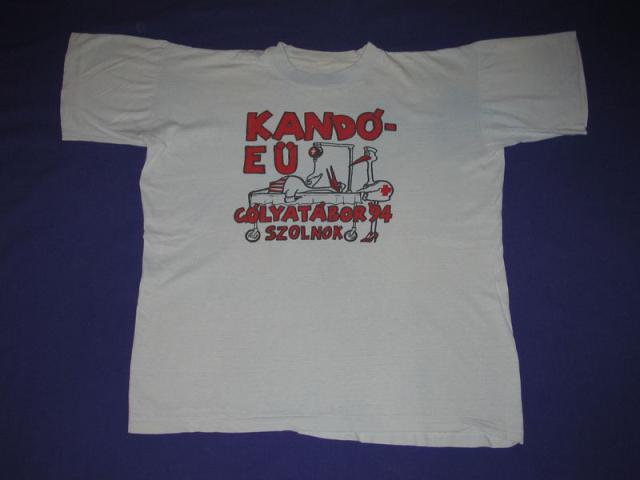 KANDÓ-
EÜ
GÓLYATÁBOR '94
SZOLNOK